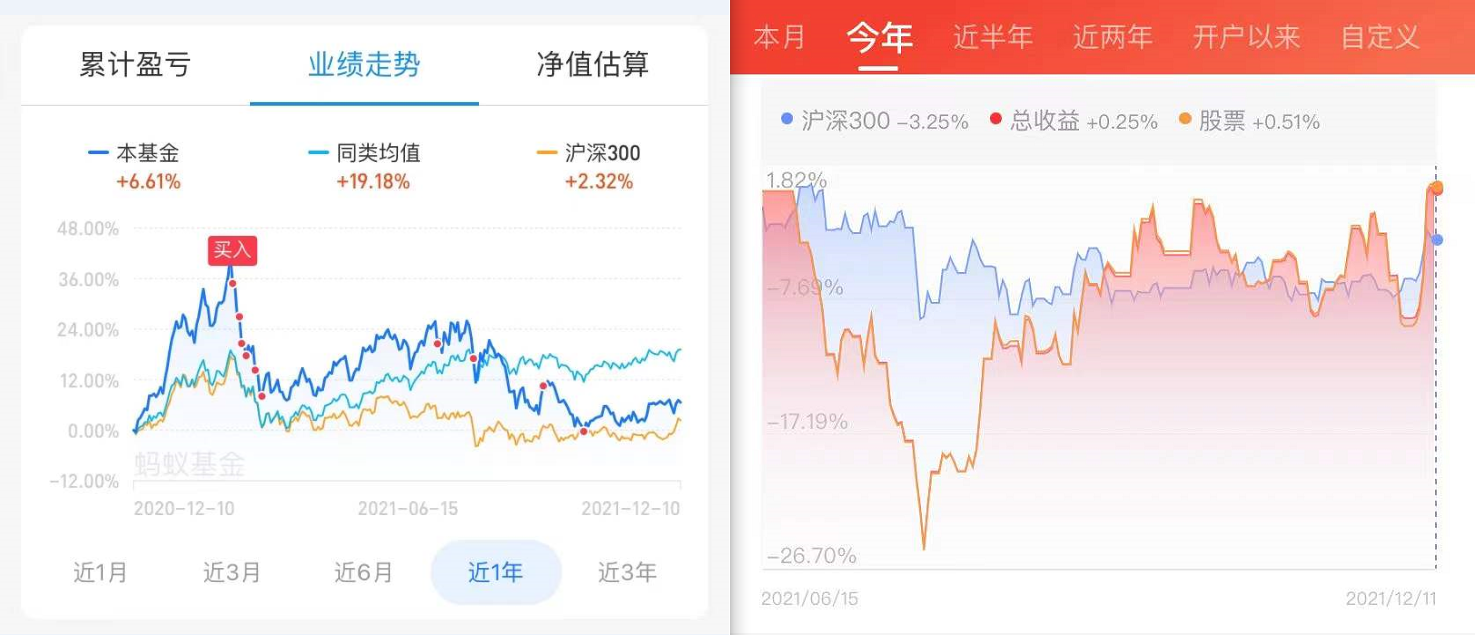 累计盈亏 业绩走势 净值估算
本基金 同类均值 沪深300
+6.61% +19.18% +2.32%
48.00%
买入
36.00%
24.00%
12.00%
0.00%
蚂蚁基金
-12.00%
2020-12-10 2021-06-15 2021-12-10
近1月 近3月 近6月 近1年 近3年
本月 今年 近半年 近两年 开户以来 自定义
沪深300 -3.25% 总收益 +0.25% 股票 +0.51%
1.82%
-7.69%
-17.19%
-26.70%
2021/06/15 2021/12/11